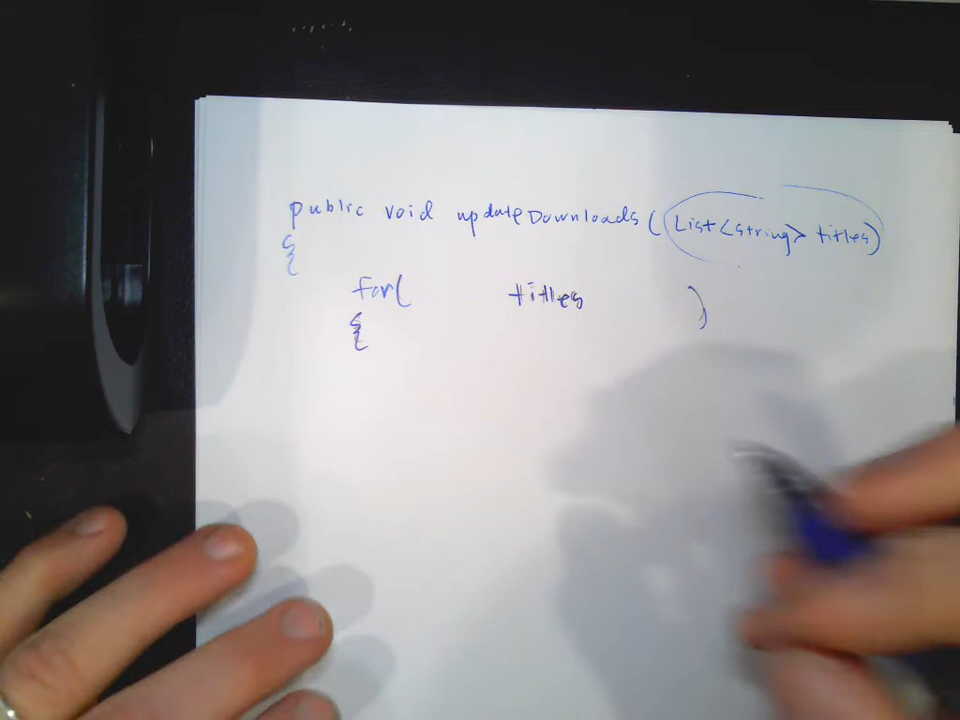 public void updateDownloads (List<string> titles)
{
for( titles )
{